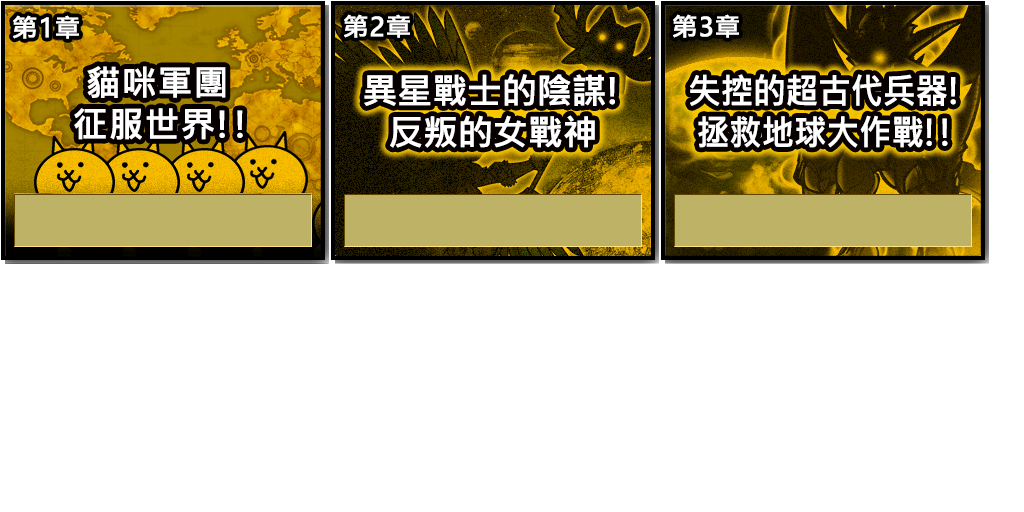 第1章
貓咪軍團
征服世界!!
第2章
異星戰士的陰謀!
反叛的女戰神
第3章
失控的超古代兵器!
拯救地球大作戰!!